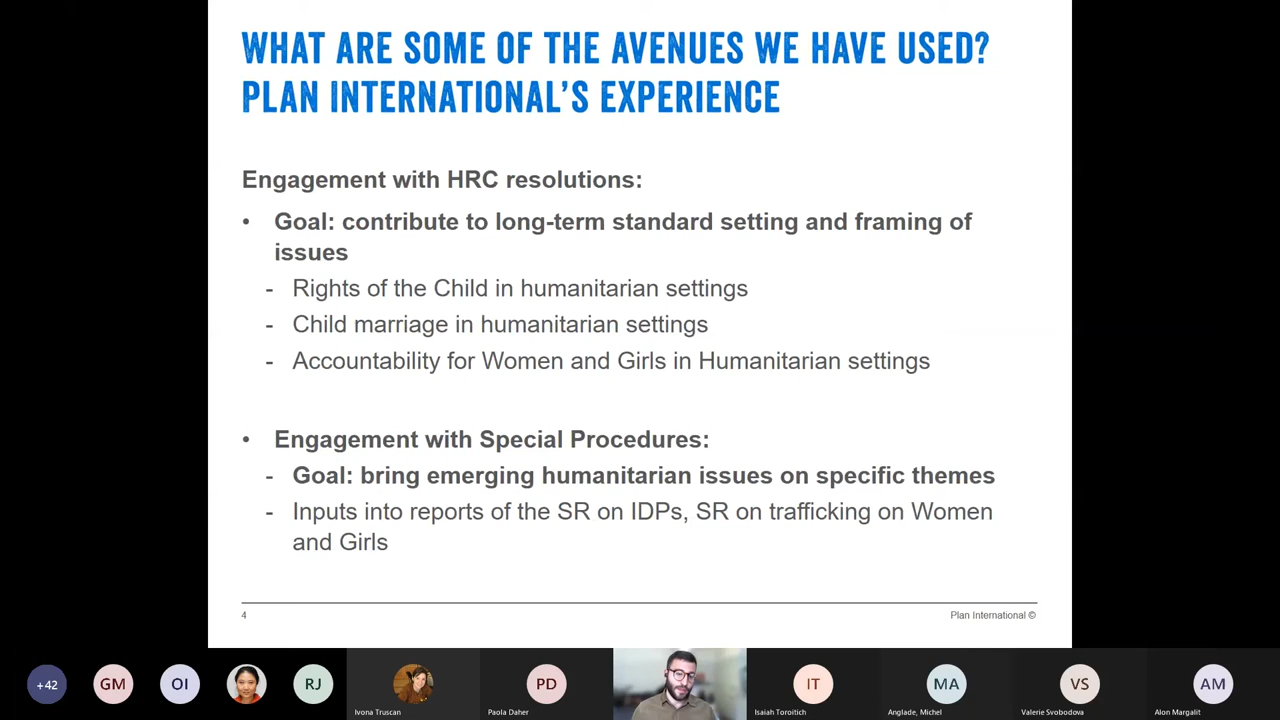 WHAT ARE SOME OF THE AVENUES WE HAVE USED?
PLAN INTERNATIONAL'S EXPERIENCE
Engagement with HRC resolutions:
• Goal: contribute to long-term standard setting and framing of
issues
- Rights of the Child in humanitarian settings
- Child marriage in humanitarian settings
- Accountability for Women and Girls in Humanitarian settings
• Engagement with Special Procedures:
- Goal: bring emerging humanitarian issues on specific themes
- Inputs into reports of the SR on IDPs, SR on trafficking on Women
and Girls
4
Plan International ©
+42
GM
OI
RJ
PD
IT
MA
VS
AM
Ivona Truscan
Paola Daher
Isaiah Toroitich
Anglade, Michel
Valerie Svobodova
Alon Margalit